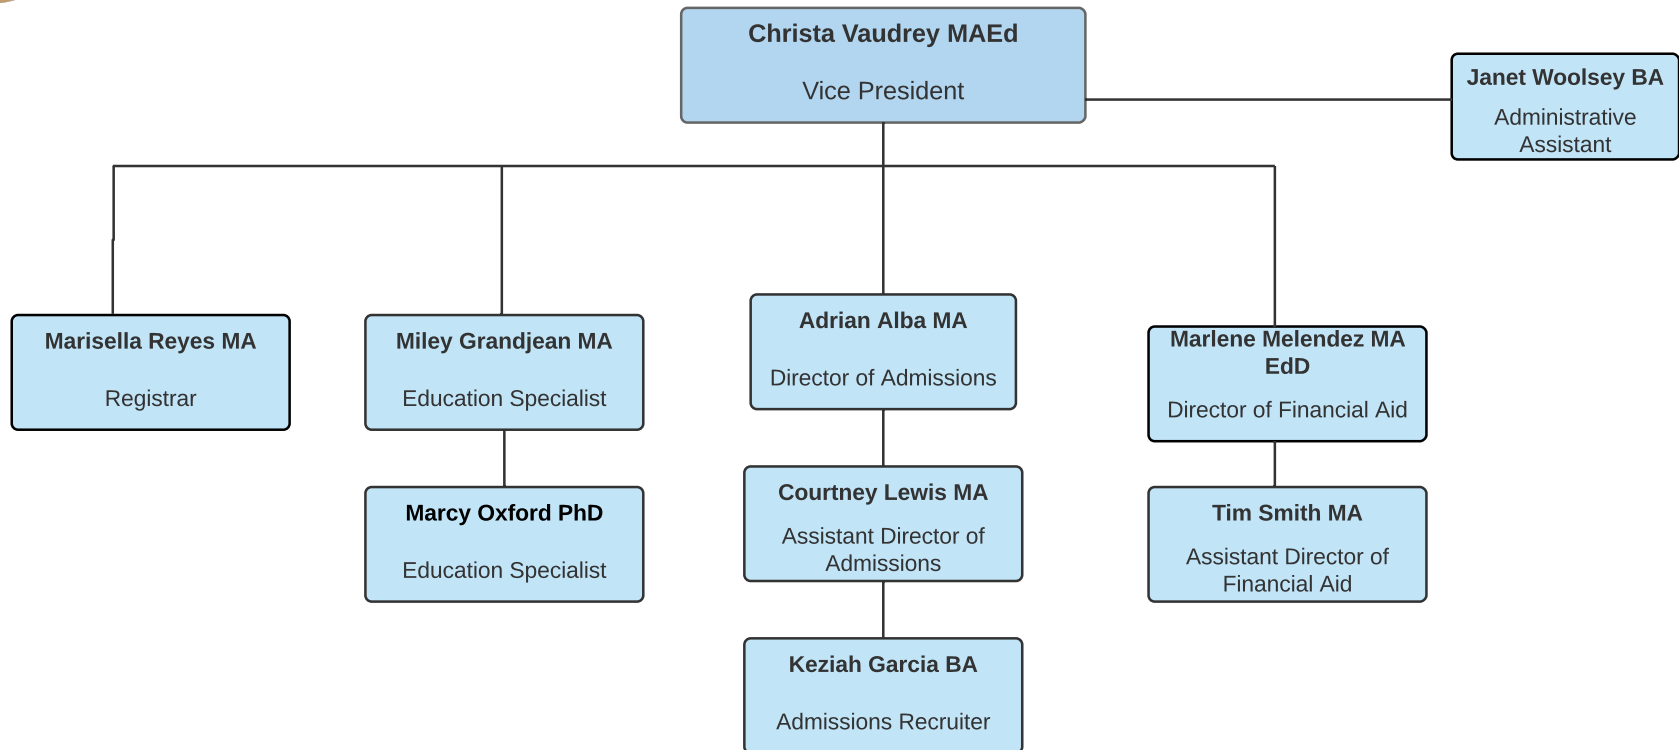 Christa Vaudrey MAEd
Vice President
Janet Woolsey BA
Administrative
Assistant
Marisella Reyes MA
Registrar
Miley Grandjean MA
Education Specialist
Adrian Alba MA
Director of Admissions
Marlene Melendez MA
EdD
Director of Financial Aid
Marcy Oxford PhD
Education Specialist
Courtney Lewis MA
Assistant Director of
Admissions
Tim Smith MA
Assistant Director of
Financial Aid
Keziah Garcia BA
Admissions Recruiter